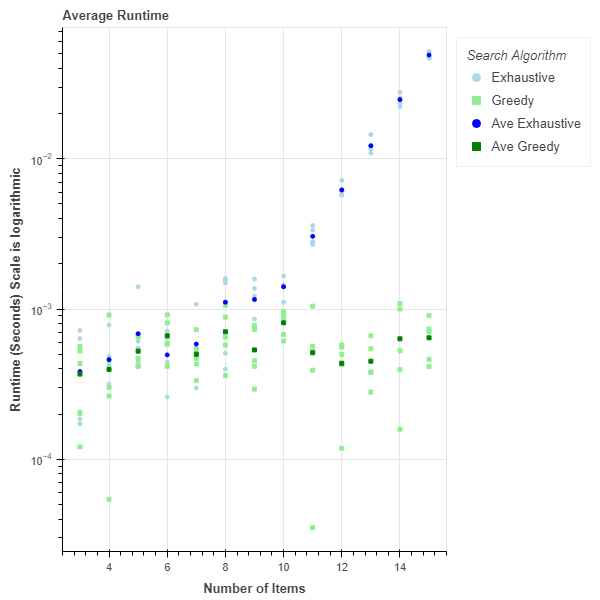 Average Runtime
Search Algorithm
Exhaustive
Greedy
Ave Exhaustive
Ave Greedy
Runtime (Seconds) Scale is logarithmic
10⁻²
10⁻³
10⁻⁴
4 6 8 10 12 14
Number of Items